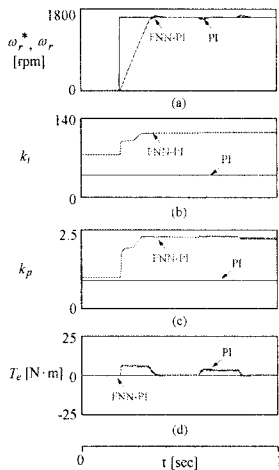 1800
ω_r^*, ω_r
[rpm]
FNN-PI
PI
0
(a)
140
k_i
FNN-PI
PI
0
(b)
2.5
k_p
FNN-PI
PI
0
(c)
25
T_e [N·m]
0
PI
FNN-PI
-25
(d)
0
t [sec]